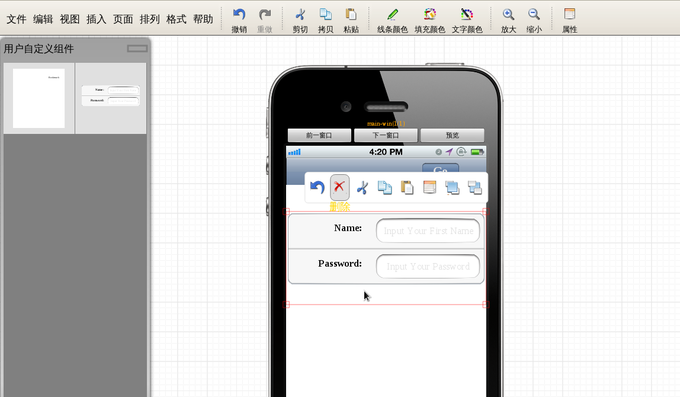 文件 编辑 视图 插入 页面 排列 格式 帮助
撤销 重做 剪切 拷贝 粘贴 线条颜色 填充颜色 文字颜色 放大 缩小 属性
用户自定义组件
Name:
Password:
main-win(1/1)
前一窗口 下一窗口 预览
4:20 PM
删除
Name: Input Your First Name
Password: Input Your Password